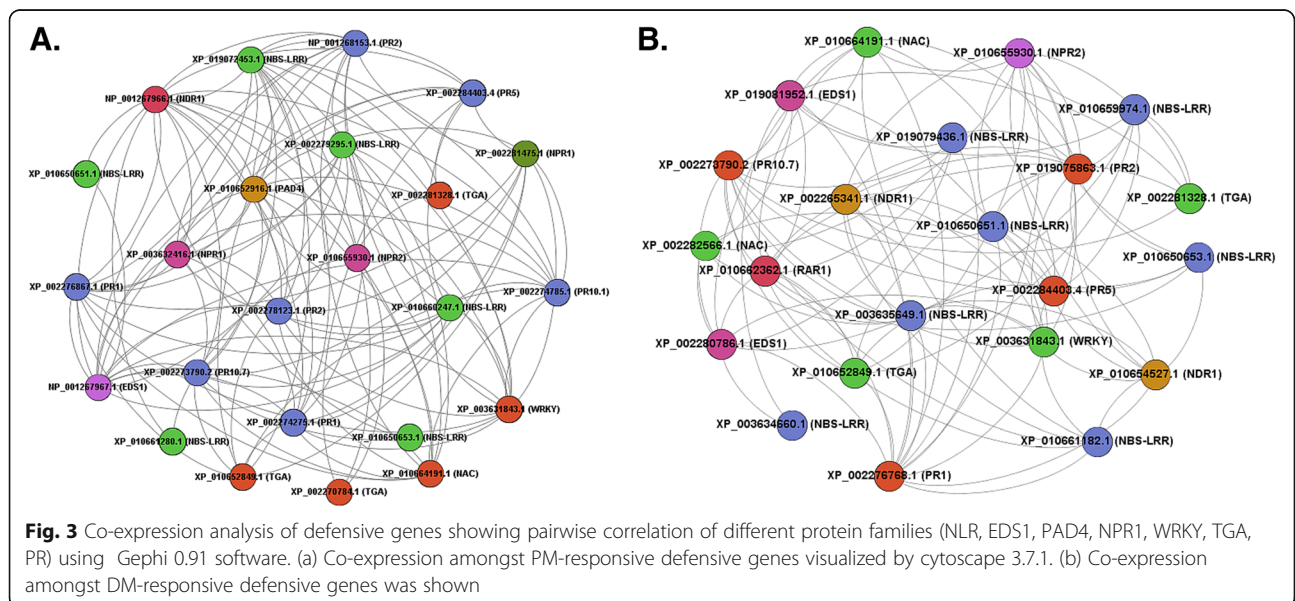 A.
NP_001268153.1 (PR2)
XP_019072453.1 (NBS-LRR)
NP_001267966.1 (NDR1)
XP_002284403.4 (PR5)
XP_002279295.1 (NBS-LRR)
XP_002281475.1 (NPR1)
XP_010650651.1 (NBS-LRR)
XP_010652916.1 (PAD4)
XP_002281328.1 (TGA)
XP_003632416.1 (NPR1)
XP_010655930.1 (NPR2)
XP_002276867.1 (PR1)
XP_002274785.1 (PR10.1)
XP_002278123.1 (PR2)
XP_010660247.1 (NBS-LRR)
XP_002273790.2 (PR10.7)
NP_001267967.1 (EDS1)
XP_003631843.1 (WRKY)
XP_002274275.1 (PR1)
XP_010661280.1 (NBS-LRR)
XP_010650653.1 (NBS-LRR)
XP_010652849.1 (TGA)
XP_010664191.1 (NAC)
XP_002270784.1 (TGA)
B.
XP_010664191.1 (NAC)
XP_010655930.1 (NPR2)
XP_019081952.1 (EDS1)
XP_010659974.1 (NBS-LRR)
XP_019079436.1 (NBS-LRR)
XP_002273790.2 (PR10.7)
XP_019075863.1 (PR2)
XP_002265341.1 (NDR1)
XP_002281328.1 (TGA)
XP_010650651.1 (NBS-LRR)
XP_002282566.1 (NAC)
XP_010650653.1 (NBS-LRR)
XP_010662362.1 (RAR1)
XP_002284403.4 (PR5)
XP_003635649.1 (NBS-LRR)
XP_002280786.1 (EDS1)
XP_003631843.1 (WRKY)
XP_010652849.1 (TGA)
XP_010654527.1 (NDR1)
XP_003634660.1 (NBS-LRR)
XP_010661182.1 (NBS-LRR)
XP_002276768.1 (PR1)
Fig. 3 Co-expression analysis of defensive genes showing pairwise correlation of different protein families (NLR, EDS1, PAD4, NPR1, WRKY, TGA,
PR) using Gephi 0.91 software. (a) Co-expression amongst PM-responsive defensive genes visualized by cytoscape 3.7.1. (b) Co-expression
amongst DM-responsive defensive genes was shown